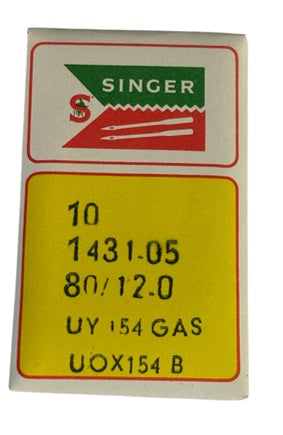 SINGER
S
10
1431-05
80/12-0
UY 154 GAS
UOX154 B